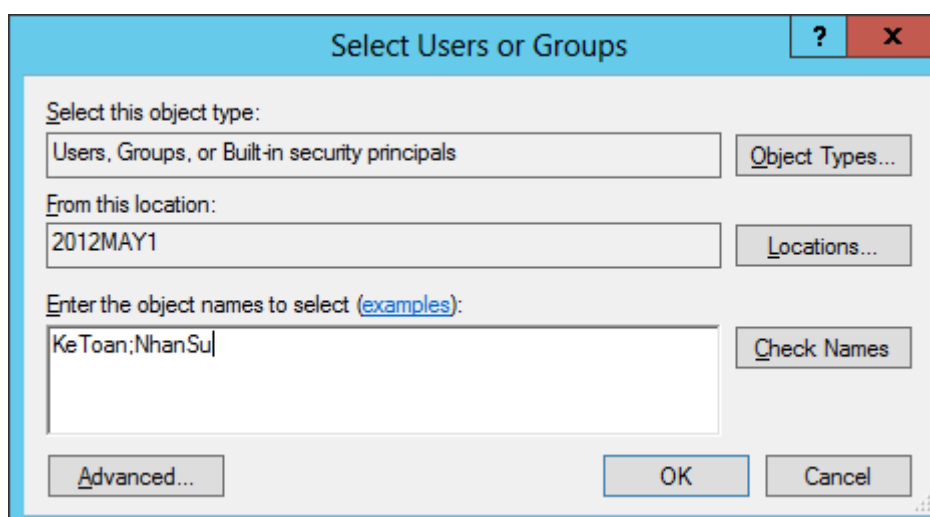 Select Users or Groups
? x
Select this object type:
Users, Groups, or Built-in security principals
Object Types...
From this location:
2012MAY1
Locations...
Enter the object names to select (examples):
KeToan;NhanSu
Check Names
Advanced...
OK
Cancel